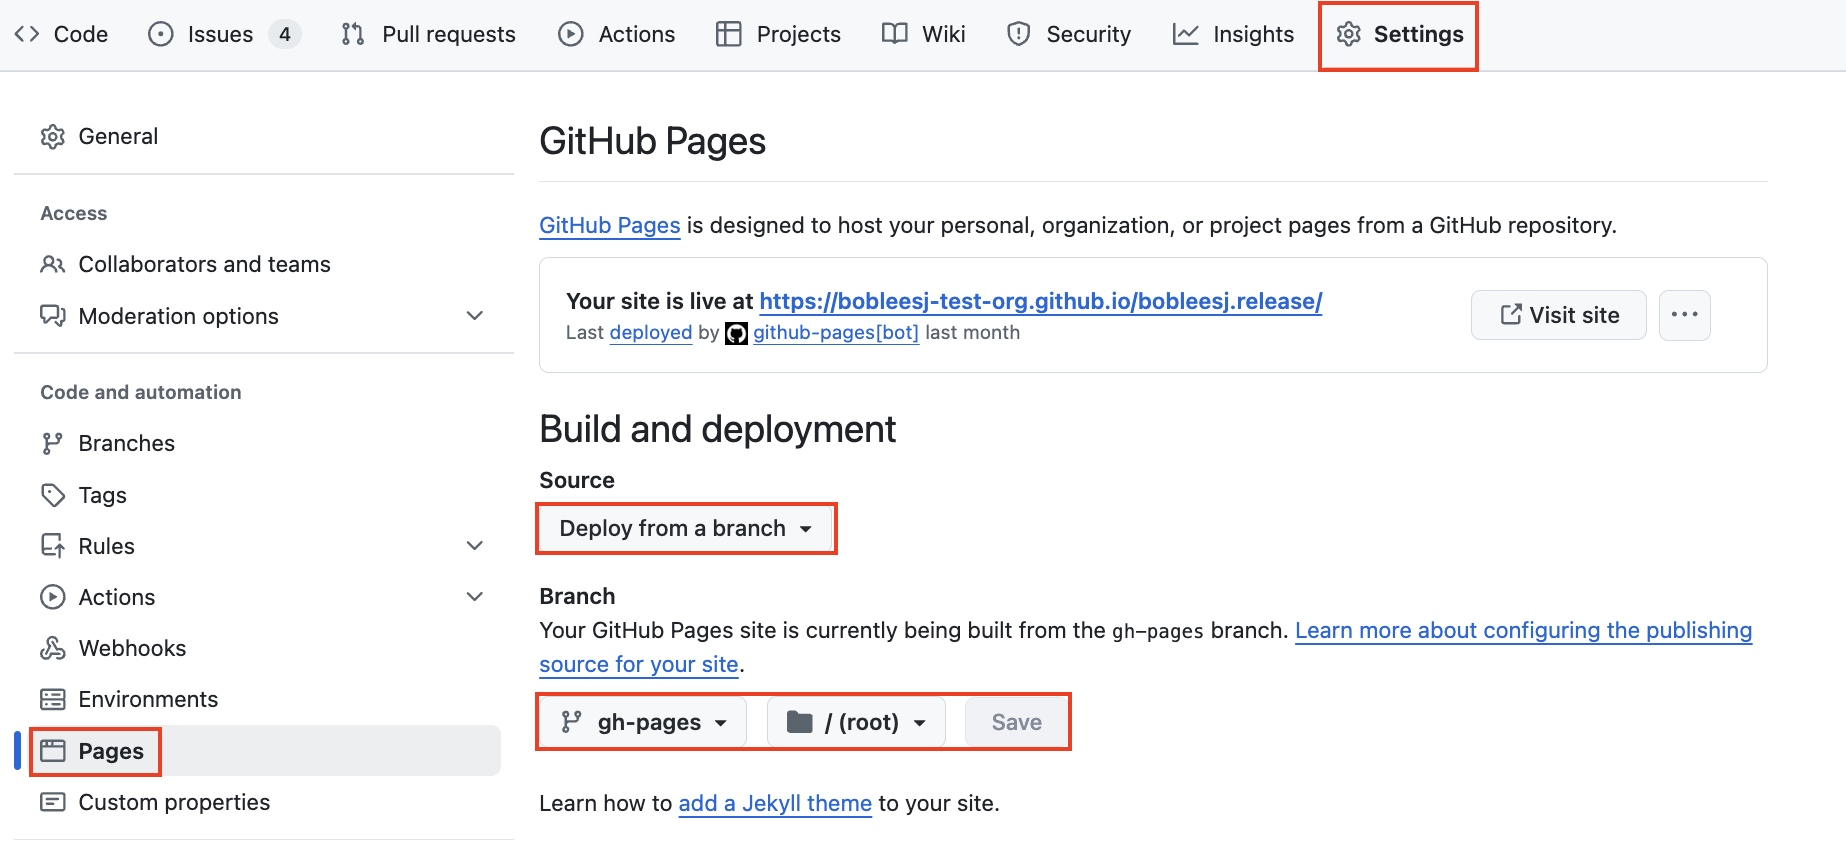 Code Issues 4 Pull requests Actions Projects Wiki Security Insights Settings
General
Access
Collaborators and teams
Moderation options
Code and automation
Branches
Tags
Rules
Actions
Webhooks
Environments
Pages
Custom properties
GitHub Pages
GitHub Pages is designed to host your personal, organization, or project pages from a GitHub repository.
Your site is live at https://bobleesj-test-org.github.io/bobleesj.release/
Last deployed by github-pages[bot] last month
Visit site
Build and deployment
Source
Deploy from a branch
Branch
Your GitHub Pages site is currently being built from the gh-pages branch. Learn more about configuring the publishing
source for your site.
gh-pages / (root) Save
Learn how to add a Jekyll theme to your site.